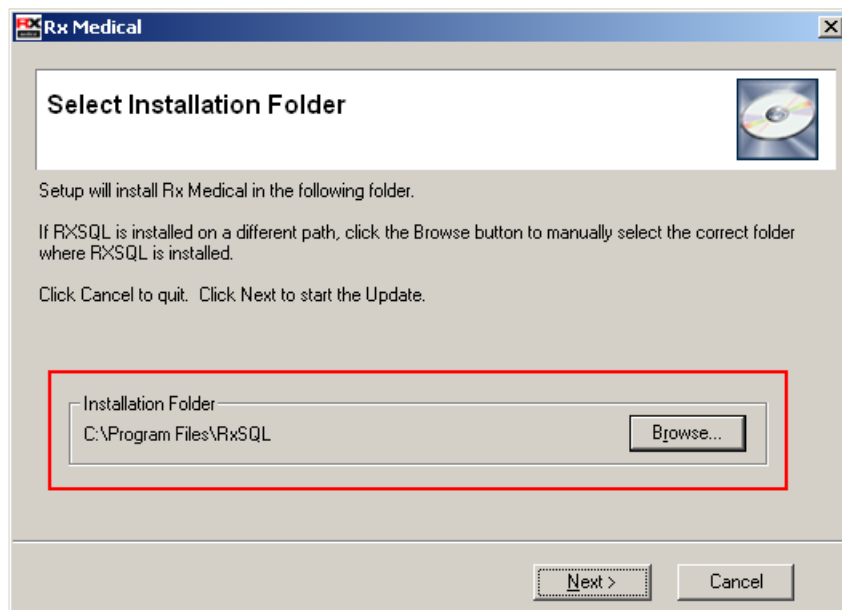 Rx Medical
Select Installation Folder
Setup will install Rx Medical in the following folder.
If RXSQL is installed on a different path, click the Browse button to manually select the correct folder
where RXSQL is installed.
Click Cancel to quit.  Click Next to start the Update.
Installation Folder
C:\Program Files\RxSQL
Browse...
Next >
Cancel